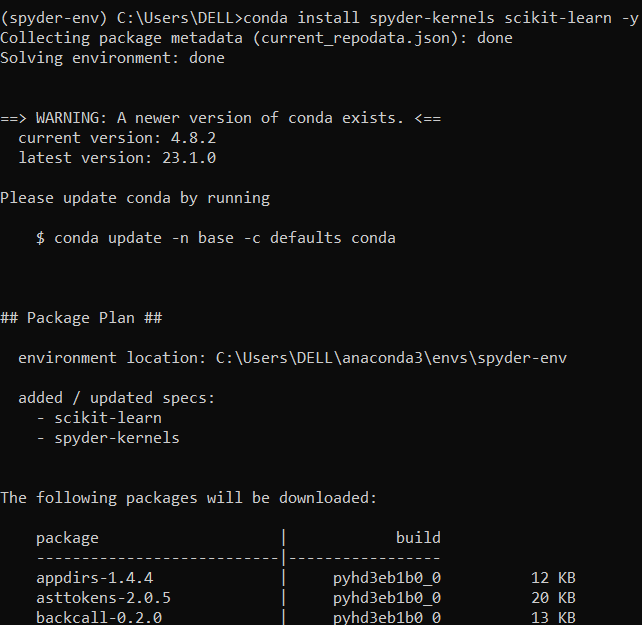 (spyder-env) C:\Users\DELL>conda install spyder-kernels scikit-learn -y
Collecting package metadata (current_repodata.json): done
Solving environment: done
==> WARNING: A newer version of conda exists. <==
  current version: 4.8.2
  latest version: 23.1.0
Please update conda by running
    $ conda update -n base -c defaults conda
## Package Plan ##
  environment location: C:\Users\DELL\anaconda3\envs\spyder-env
  added / updated specs:
    - scikit-learn
    - spyder-kernels
The following packages will be downloaded:
    package                    |            build
    ---------------------------|-----------------
    appdirs-1.4.4              |     pyhd3eb1b0_0          12 KB
    asttokens-2.0.5            |     pyhd3eb1b0_0          20 KB
    backcall-0.2.0             |     pyhd3eb1b0_0          13 KB